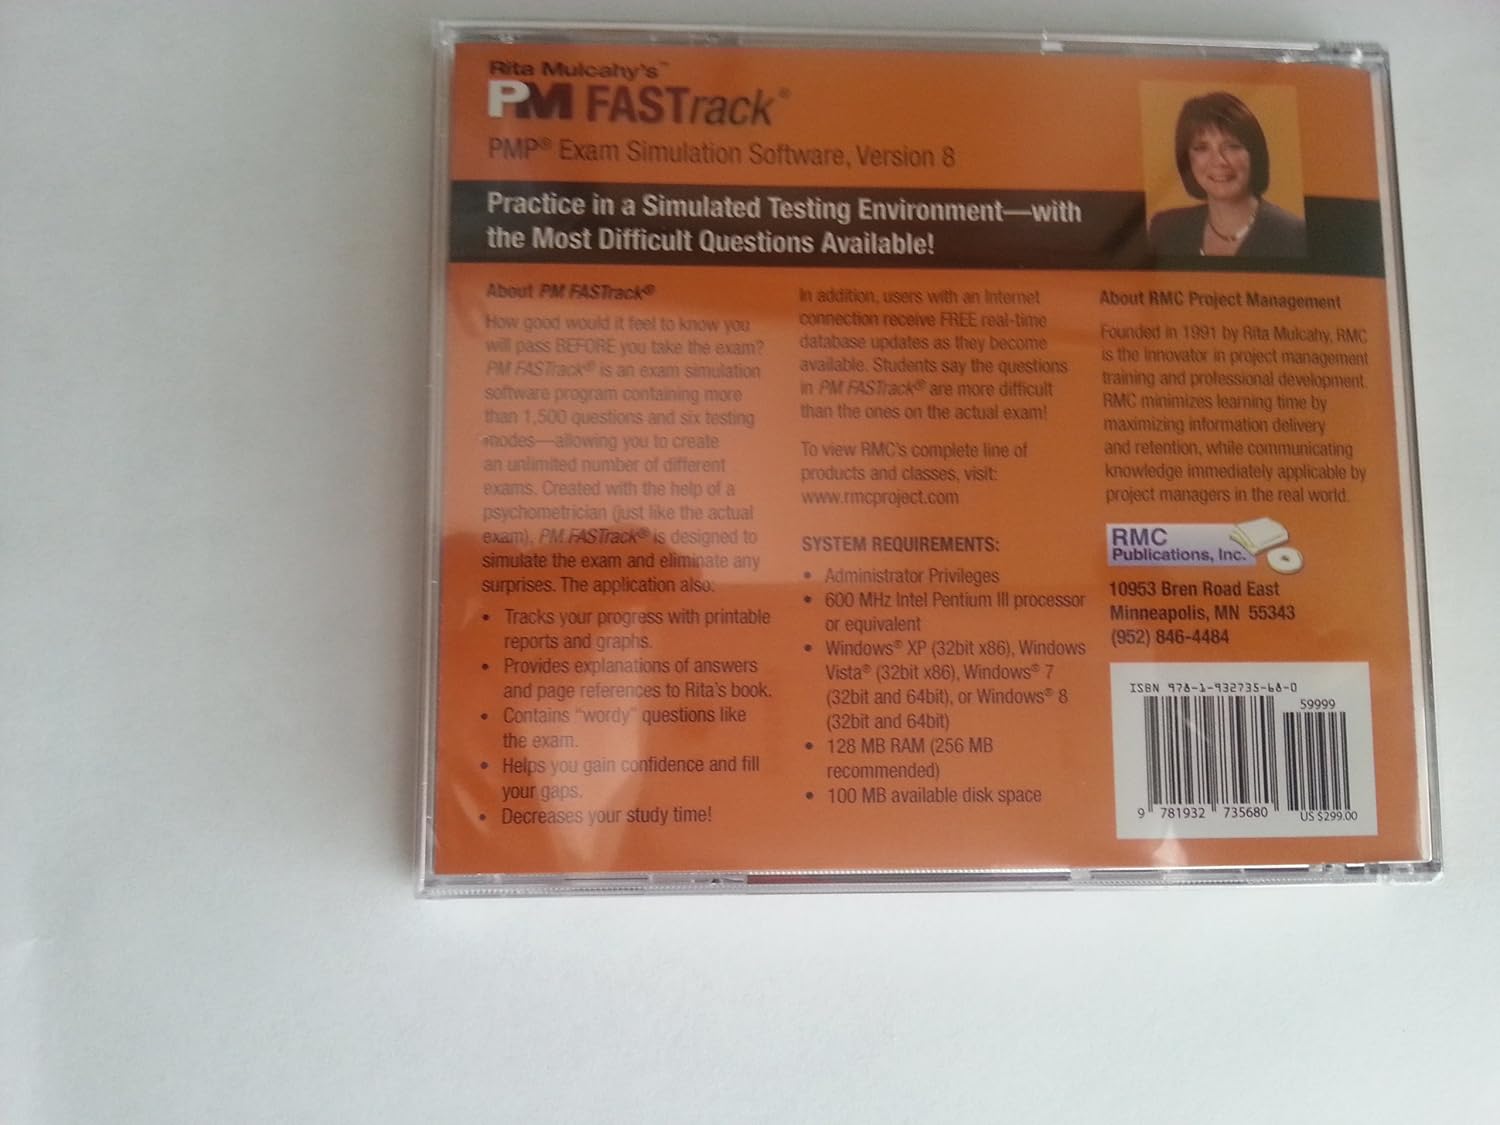 Rita Mulcahy's™
PM FASTrack®
PMP® Exam Simulation Software, Version 8
Practice in a Simulated Testing Environment—with
the Most Difficult Questions Available!
About PM FASTrack®
How good would it feel to know you
will pass BEFORE you take the exam?
PM FASTrack® is an exam simulation
software program containing more
than 1,500 questions and six testing
modes—allowing you to create
an unlimited number of different
exams. Created with the help of a
psychometrician (just like the actual
exam), PM FASTrack® is designed to
simulate the exam and eliminate any
surprises. The application also:
• Tracks your progress with printable
reports and graphs.
• Provides explanations of answers
and page references to Rita's book.
• Contains "wordy" questions like
the exam.
• Helps you gain confidence and fill
your gaps.
• Decreases your study time!
In addition, users with an Internet
connection receive FREE real-time
database updates as they become
available. Students say the questions
in PM FASTrack® are more difficult
than the ones on the actual exam!
To view RMC's complete line of
products and classes, visit:
www.rmcproject.com
SYSTEM REQUIREMENTS:
• Administrator Privileges
• 600 MHz Intel Pentium III processor
or equivalent
• Windows® XP (32bit x86), Windows
Vista® (32bit x86), Windows® 7
(32bit and 64bit), or Windows® 8
(32bit and 64bit)
• 128 MB RAM (256 MB
recommended)
• 100 MB available disk space
About RMC Project Management
Founded in 1991 by Rita Mulcahy, RMC
is the innovator in project management
training and professional development.
RMC minimizes learning time by
maximizing information delivery
and retention, while communicating
knowledge immediately applicable by
project managers in the real world.
RMC
Publications, Inc.
10953 Bren Road East
Minneapolis, MN 55343
(952) 846-4484
ISBN 978-1-932735-68-0
59999
9 781932 735680
US $299.00